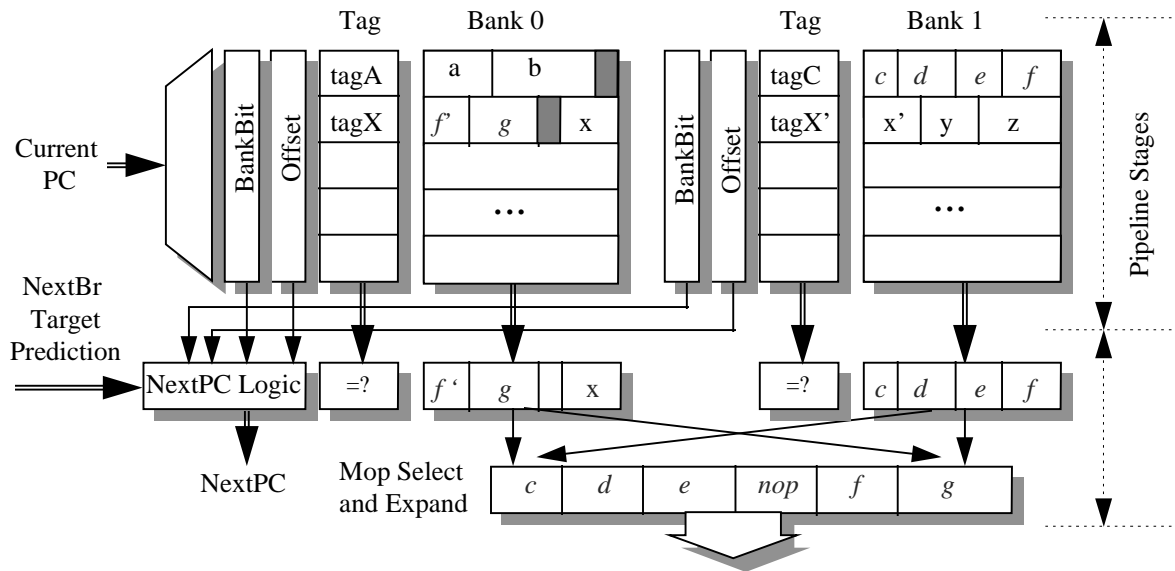 Tag Bank 0 Tag Bank 1
BankBit Offset tagA a b BankBit Offset tagC c d e f
tagX f' g x tagX' x' y z
Current
PC
... ...
Pipeline Stages
NextBr
Target
Prediction
NextPC Logic =? f ‘ g x =? c d e f
NextPC
Mop Select
and Expand
c d e nop f g